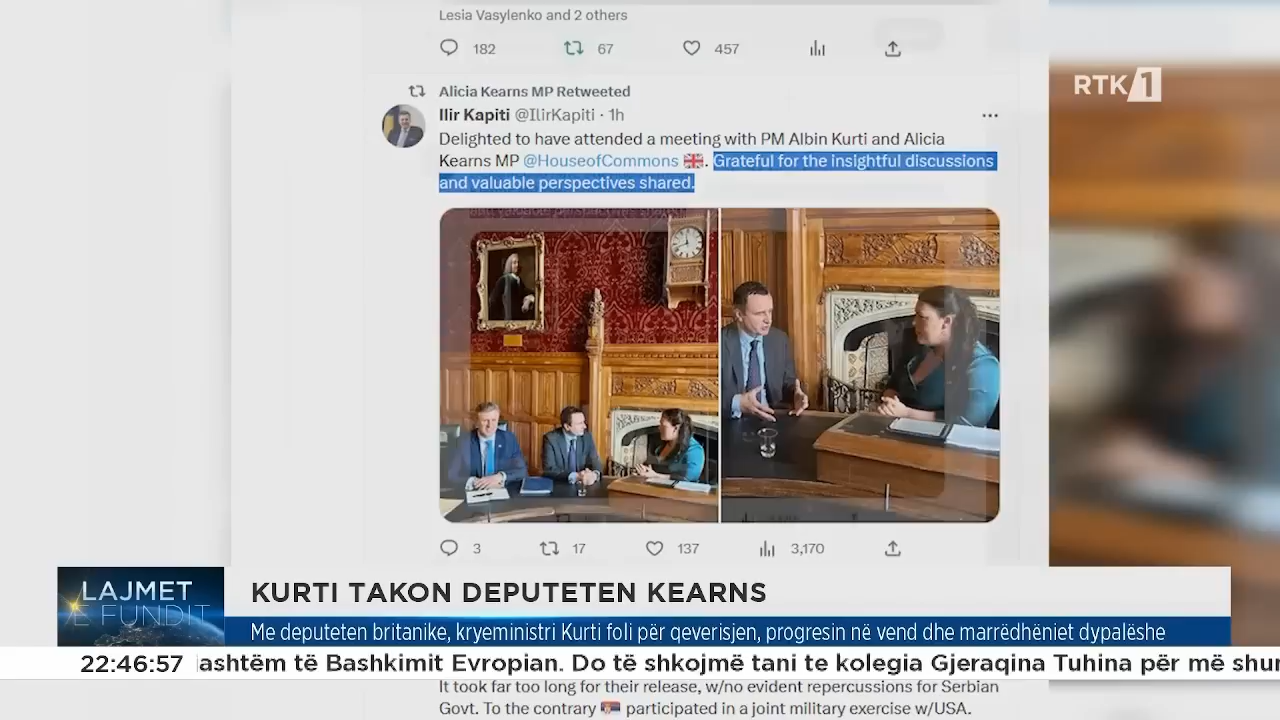 Lesia Vasylenko and 2 others
182 67 457
RTK 1
Alicia Kearns MP Retweeted
Ilir Kapiti @IlirKapiti · 1h
Delighted to have attended a meeting with PM Albin Kurti and Alicia
Kearns MP @HouseofCommons 🇬🇧. Grateful for the insightful discussions
and valuable perspectives shared.
3 17 137 3,170
LAJMET
E FUNDIT
KURTI TAKON DEPUTETEN KEARNS
Me deputeten britanike, kryeministri Kurti foli për qeverisjen, progresin në vend dhe marrëdhëniet dypalëshe
22:46:57 ashtëm të Bashkimit Evropian. Do të shkojmë tani te kolegia Gjeraqina Tuhina për më shum
It took far too long for their release, w/no evident repercussions for Serbian
Govt. To the contrary 🇷🇸 participated in a joint military exercise w/USA.